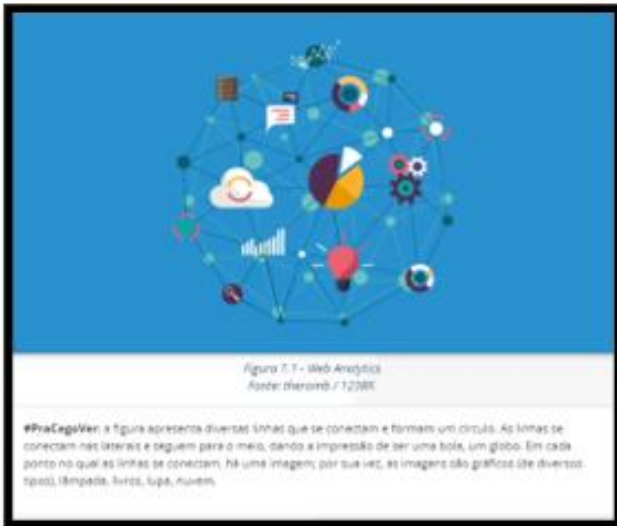 Figura 1.1 - Web Analytics
Fonte: theromb / 123RF.
#PraCegoVer: a figura apresenta diversas linhas que se conectam e formam um círculo. As linhas se
conectam nas laterais e seguem para o meio, dando a impressão de ser uma bola, um globo. Em cada
ponto no qual as linhas se conectam, há uma imagem; por sua vez, as imagens são gráficos (de diversos
tipos), lâmpada, livros, lupa, nuvem.